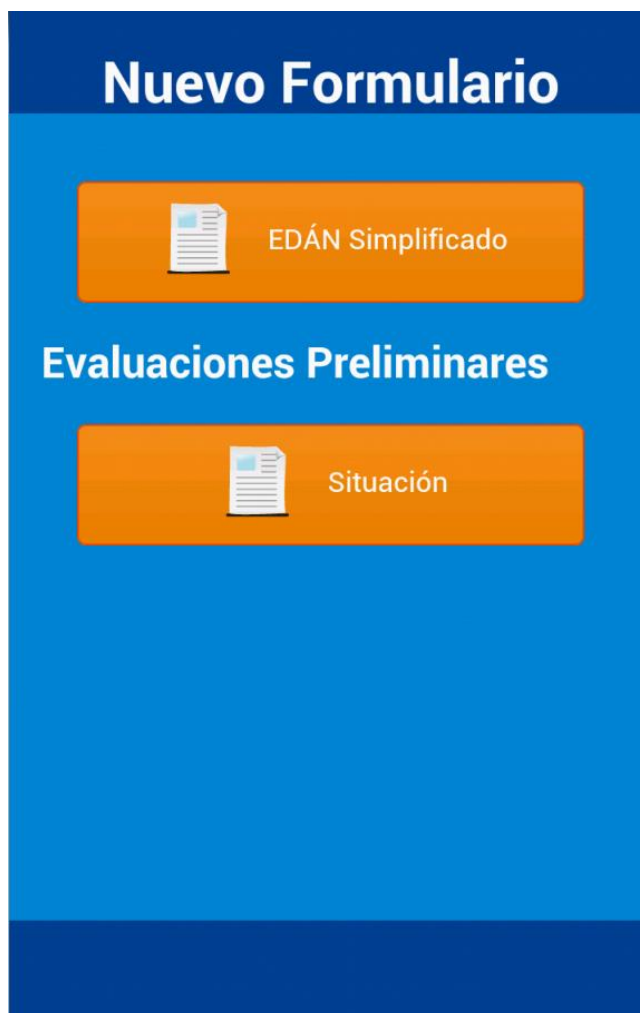 Nuevo Formulario
EDÁN Simplificado
Evaluaciones Preliminares
Situación